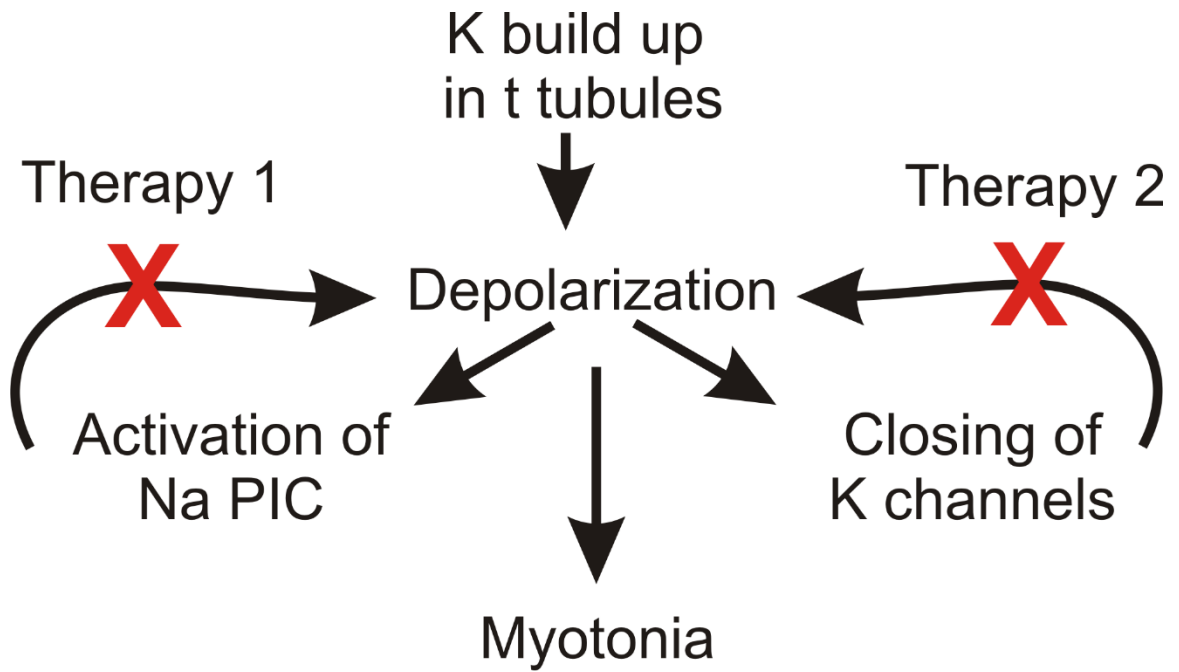 K build up
in t tubules
Therapy 1
Therapy 2
X
X
Depolarization
Activation of
Na PIC
Closing of
K channels
Myotonia